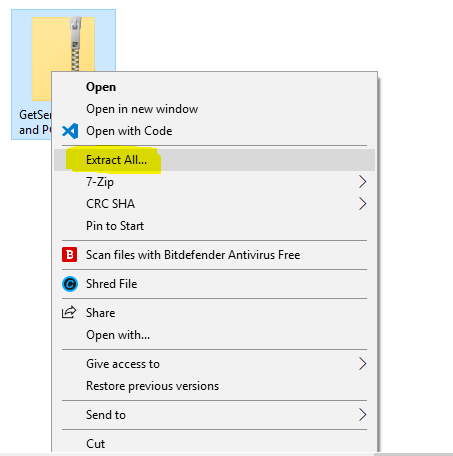 GetSer
and P
Open
Open in new window
Open with Code
Extract All...
7-Zip
CRC SHA
Pin to Start
Scan files with Bitdefender Antivirus Free
Shred File
Share
Open with...
Give access to
Restore previous versions
Send to
Cut